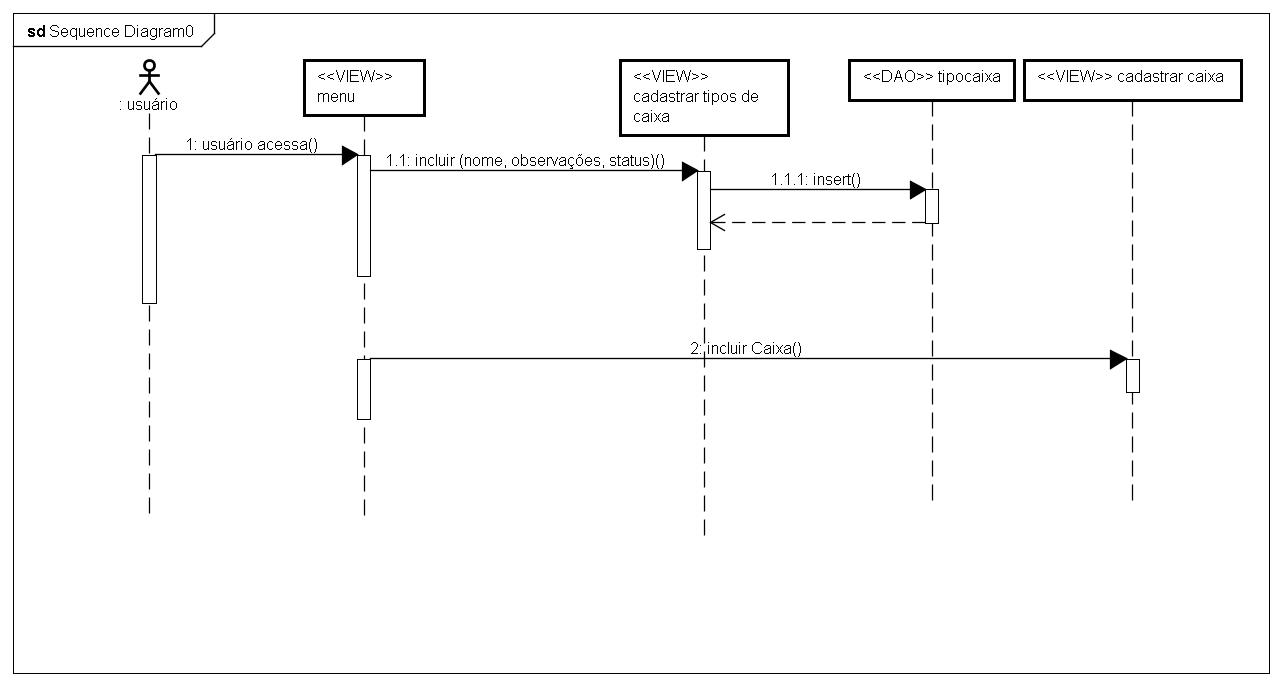 sd Sequence Diagram0
: usuário
<<VIEW>>
menu
<<VIEW>>
cadastrar tipos de
caixa
<<DAO>> tipocaixa
<<VIEW>> cadastrar caixa
1: usuário acessa()
1.1: incluir (nome, observações, status)()
1.1.1: insert()
2: incluir Caixa()